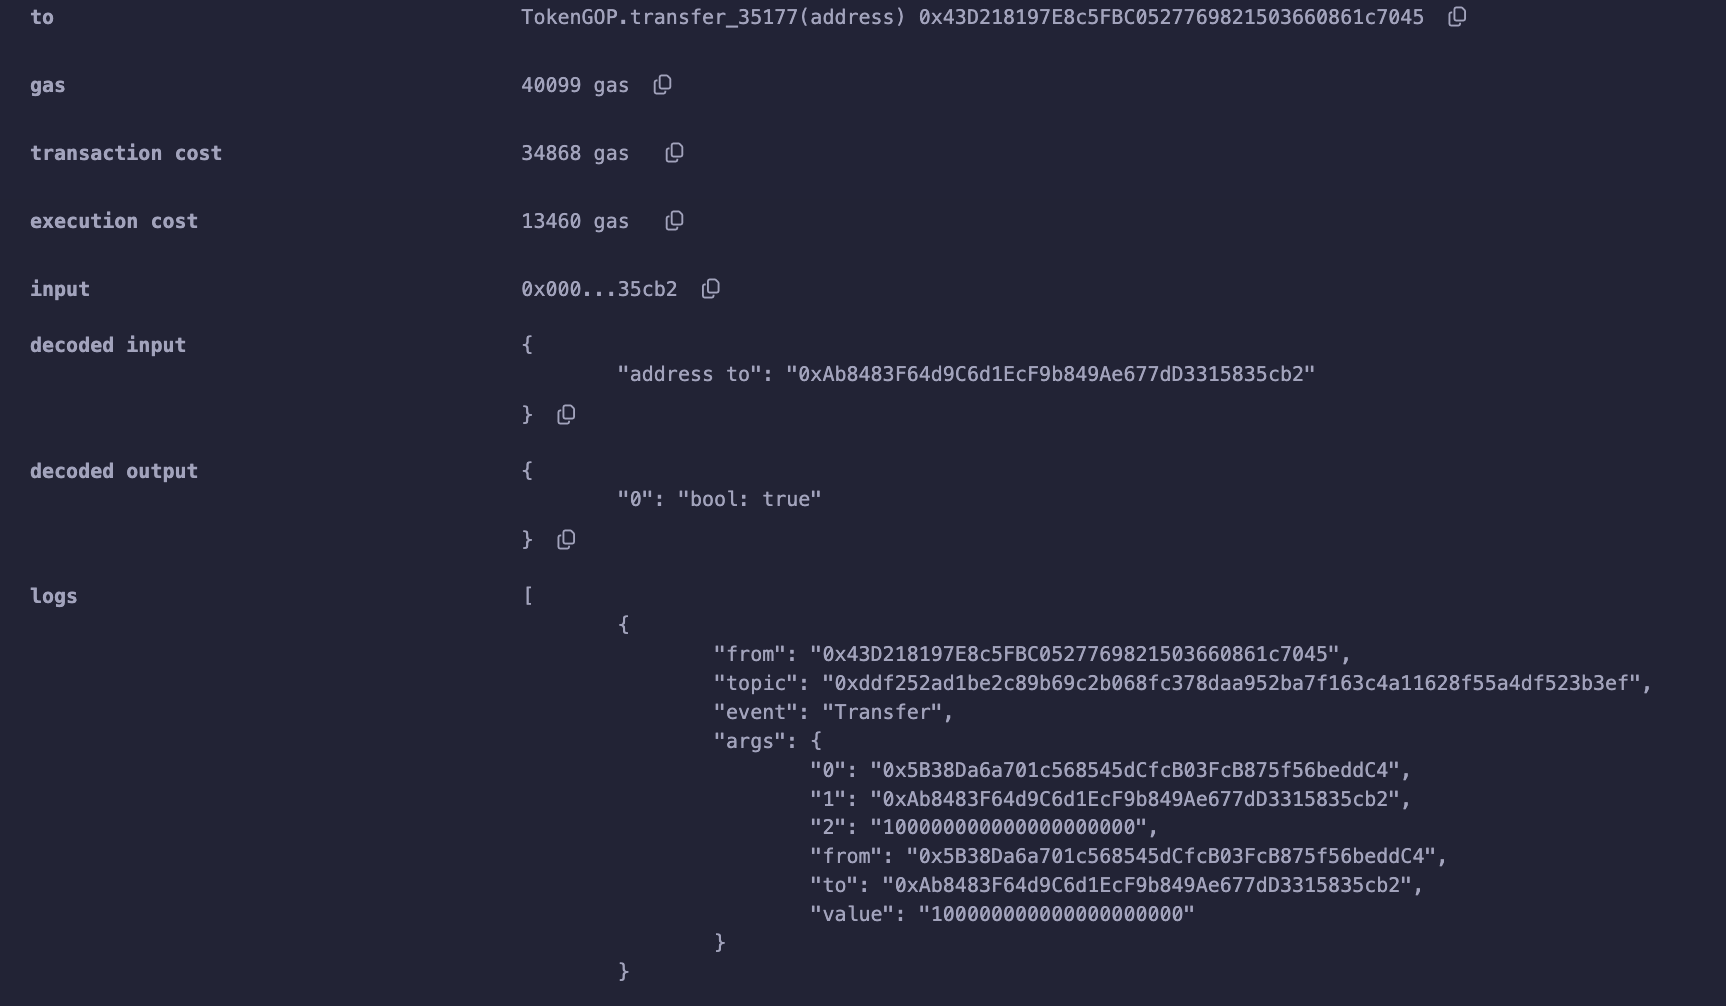 to TokenGOP.transfer_35177(address) 0x43D218197E8c5FBC0527769821503660861c7045
gas 40099 gas
transaction cost 34868 gas
execution cost 13460 gas
input 0x000...35cb2
decoded input {
"address to": "0xAb8483F64d9C6d1EcF9b849Ae677dD3315835cb2"
}
decoded output {
"0": "bool: true"
}
logs [
{
"from": "0x43D218197E8c5FBC0527769821503660861c7045",
"topic": "0xddf252ad1be2c89b69c2b068fc378daa952ba7f163c4a11628f55a4df523b3ef",
"event": "Transfer",
"args": {
"0": "0x5B38Da6a701c568545dCfcB03FcB875f56beddC4",
"1": "0xAb8483F64d9C6d1EcF9b849Ae677dD3315835cb2",
"2": "100000000000000000000",
"from": "0x5B38Da6a701c568545dCfcB03FcB875f56beddC4",
"to": "0xAb8483F64d9C6d1EcF9b849Ae677dD3315835cb2",
"value": "100000000000000000000"
}
}